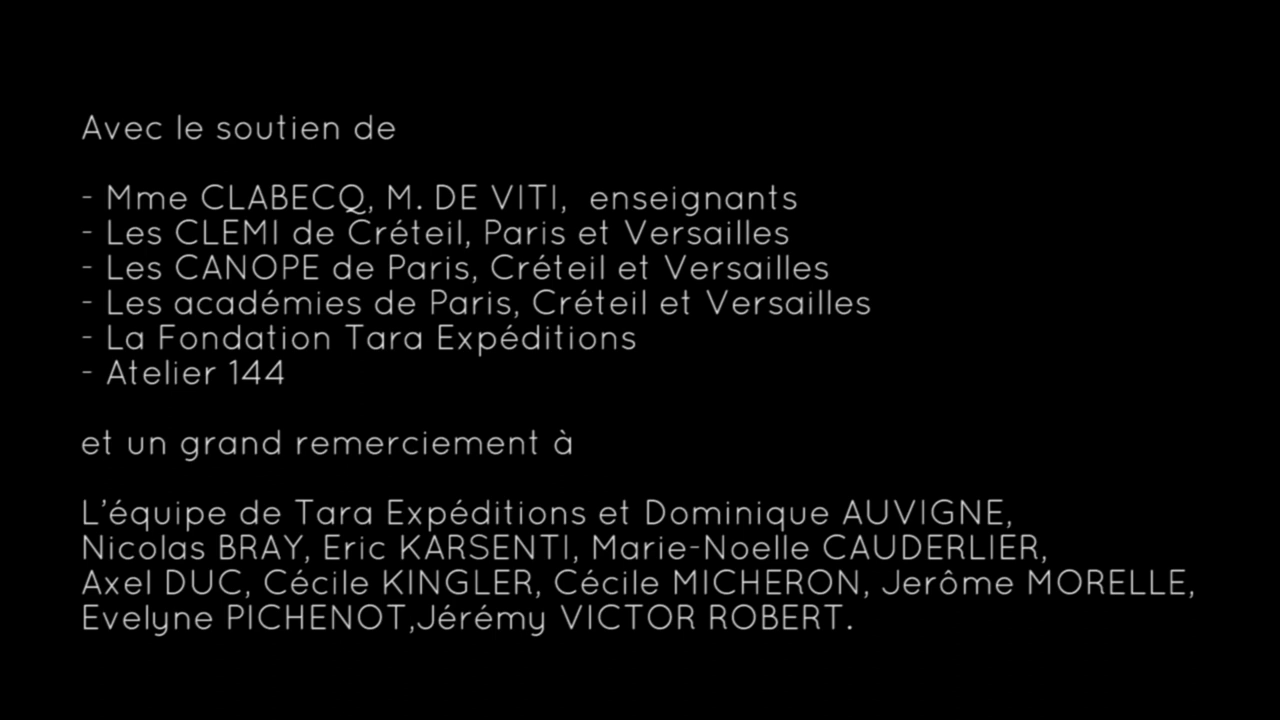 Avec le soutien de
- Mme CLABECQ, M. DE VITI, enseignants
- Les CLEMI de Créteil, Paris et Versailles
- Les CANOPE de Paris, Créteil et Versailles
- Les académies de Paris, Créteil et Versailles
- La Fondation Tara Expéditions
- Atelier 144
et un grand remerciement à
L'équipe de Tara Expéditions et Dominique AUVIGNE,
Nicolas BRAY, Eric KARSENTI, Marie-Noelle CAUDERLIER,
Axel DUC, Cécile KINGLER, Cécile MICHERON, Jerôme MORELLE,
Evelyne PICHENOT,Jérémy VICTOR ROBERT.